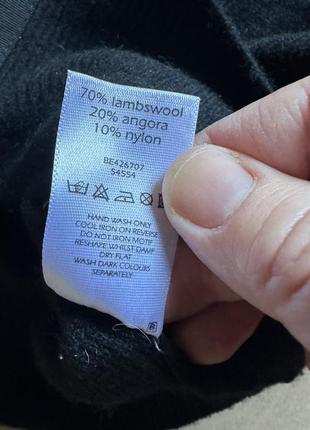 70% lambswool
20% angora
10% nylon
BE426707
54554
HAND WASH ONLY
COOL IRON ON REVERSE
DO NOT IRON MOTIF
RESHAPE WHILST DAMP
DRY FLAT
WASH DARK COLOURS
SEPARATELY